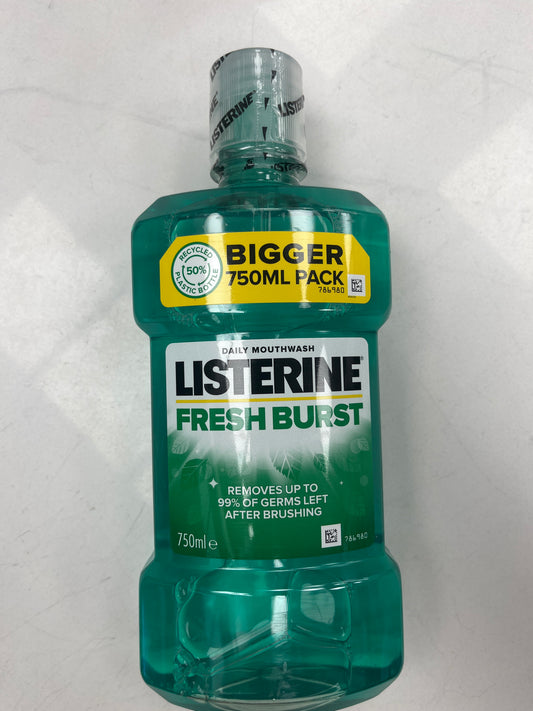 LISTERINE
RECYCLED
50%
PLASTIC BOTTLE
BIGGER
750ML PACK
786980
DAILY MOUTHWASH
LISTERINE®
FRESH BURST
REMOVES UP TO
99% OF GERMS LEFT
AFTER BRUSHING
750ml e
786980